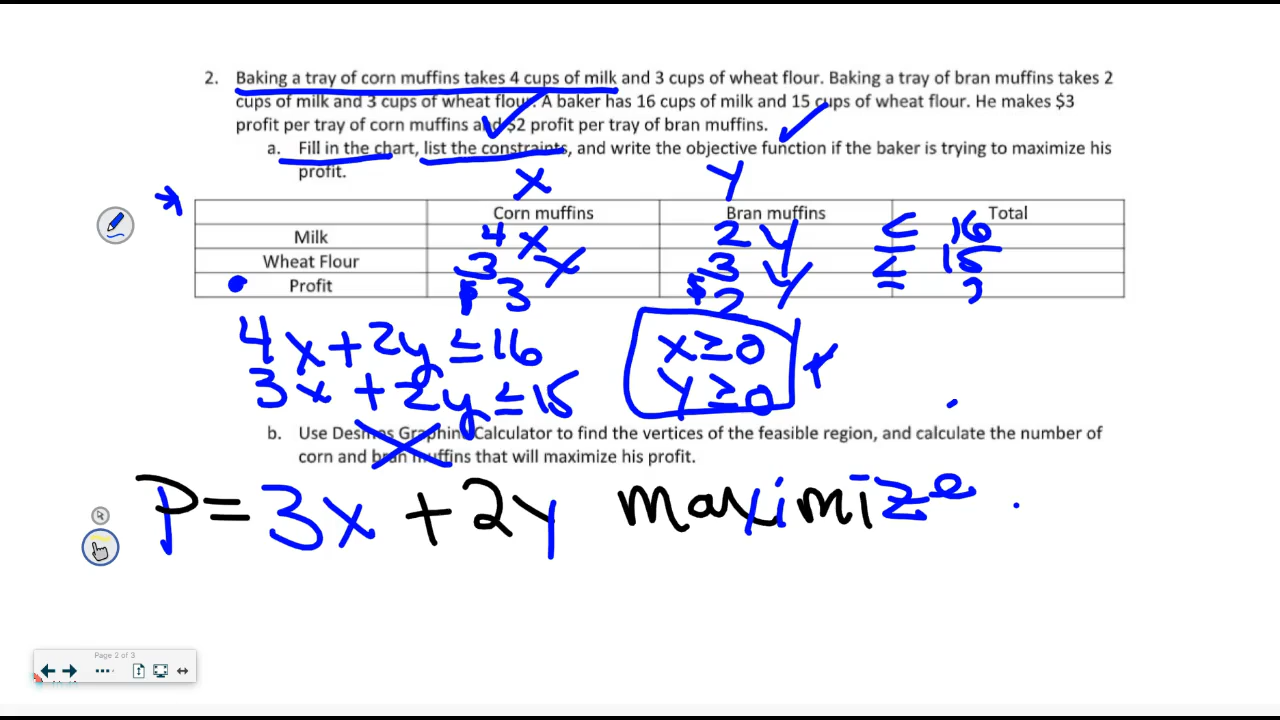 2. Baking a tray of corn muffins takes 4 cups of milk and 3 cups of wheat flour. Baking a tray of bran muffins takes 2
cups of milk and 3 cups of wheat flour. A baker has 16 cups of milk and 15 cups of wheat flour. He makes $3
profit per tray of corn muffins and $2 profit per tray of bran muffins.
a. Fill in the chart, list the constraints, and write the objective function if the baker is trying to maximize his
profit.
X Y
Corn muffins Bran muffins Total
Milk 4x 2y ≤ 16
Wheat Flour 3x 3y ≤ 15
Profit $3 $2 ?
4x+2y≤16 x≥0
3x+2y≤15 y≥0
b. Use Desmos Graphing Calculator to find the vertices of the feasible region, and calculate the number of
corn and bran muffins that will maximize his profit.
P=3x+2y maximize
Page 2 of 3